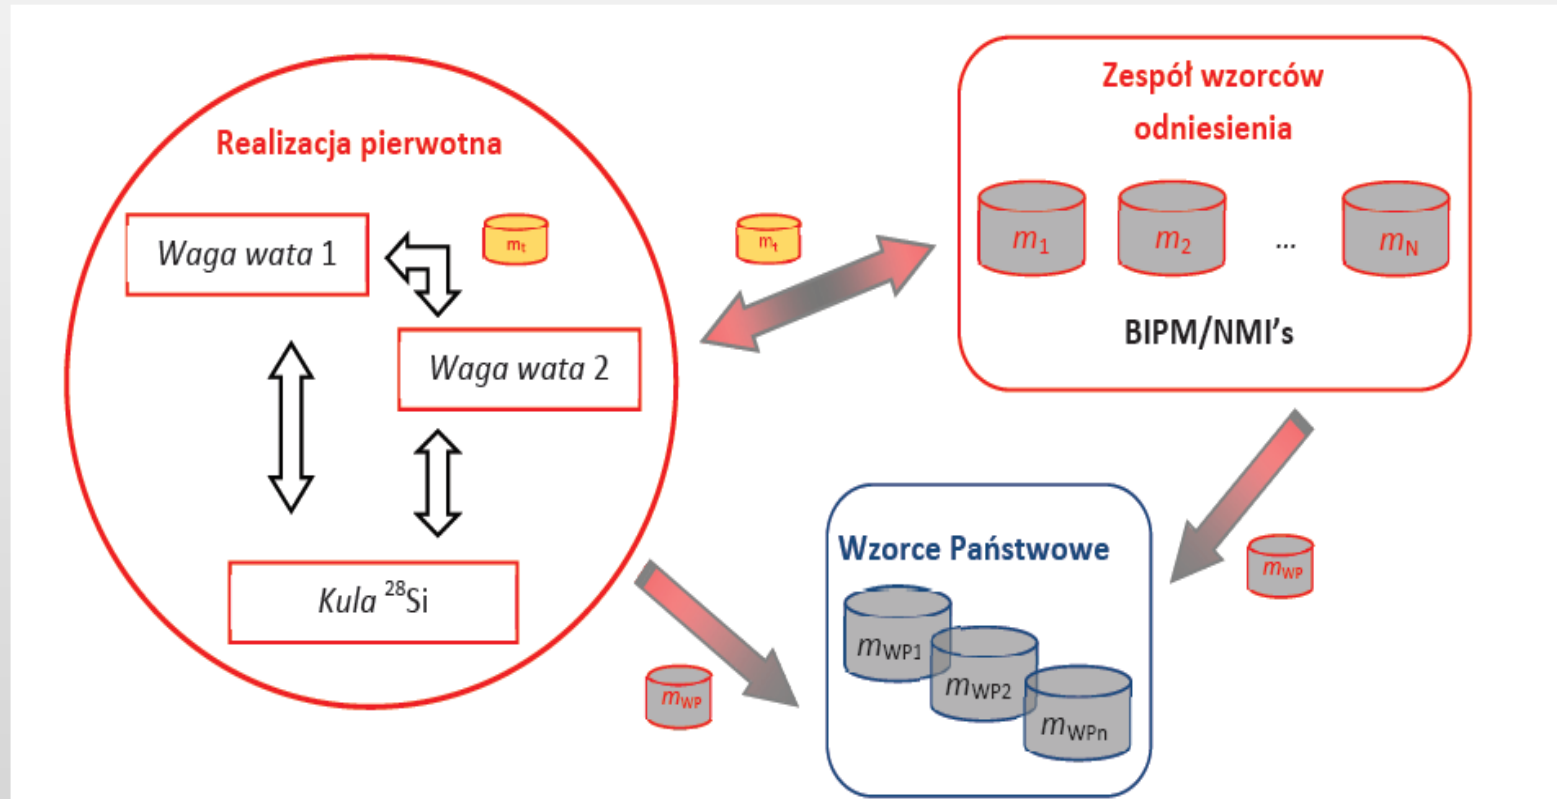 Realizacja pierwotna
Waga wata 1
mt
Waga wata 2
Kula ²⁸Si
mt
Zespół wzorców
odniesienia
m1 m2 ... mN
BIPM/NMI's
mWP
mWP
Wzorce Państwowe
mWP1
mWP2
mWPn